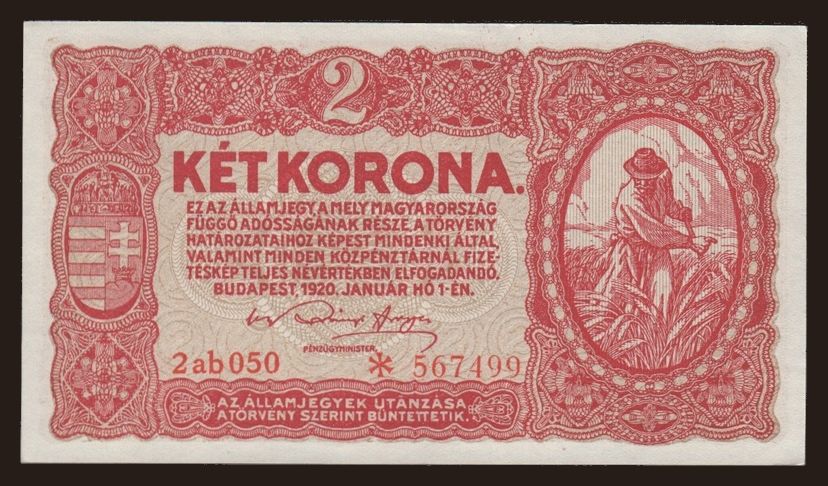 2
KÉT KORONA.
EZ AZ ÁLLAMJEGY, A MELY MAGYARORSZÁG
FÜGGŐ ADÓSSÁGÁNAK RÉSZE, A TÖRVÉNY
HATÁROZATAIHOZ KÉPEST MINDENKI ÁLTAL,
VALAMINT MINDEN KÖZPÉNZTÁRNÁL FIZE-
TÉSKÉP TELJES NÉVÉRTÉKBEN ELFOGADANDÓ.
BUDAPEST, 1920. JANUÁR HÓ 1-ÉN.
PÉNZÜGYMINISTER.
2ab050 * 567499
AZ ÁLLAMJEGYEK UTÁNZÁSA
A TÖRVÉNY SZERINT BÜNTETTETIK.